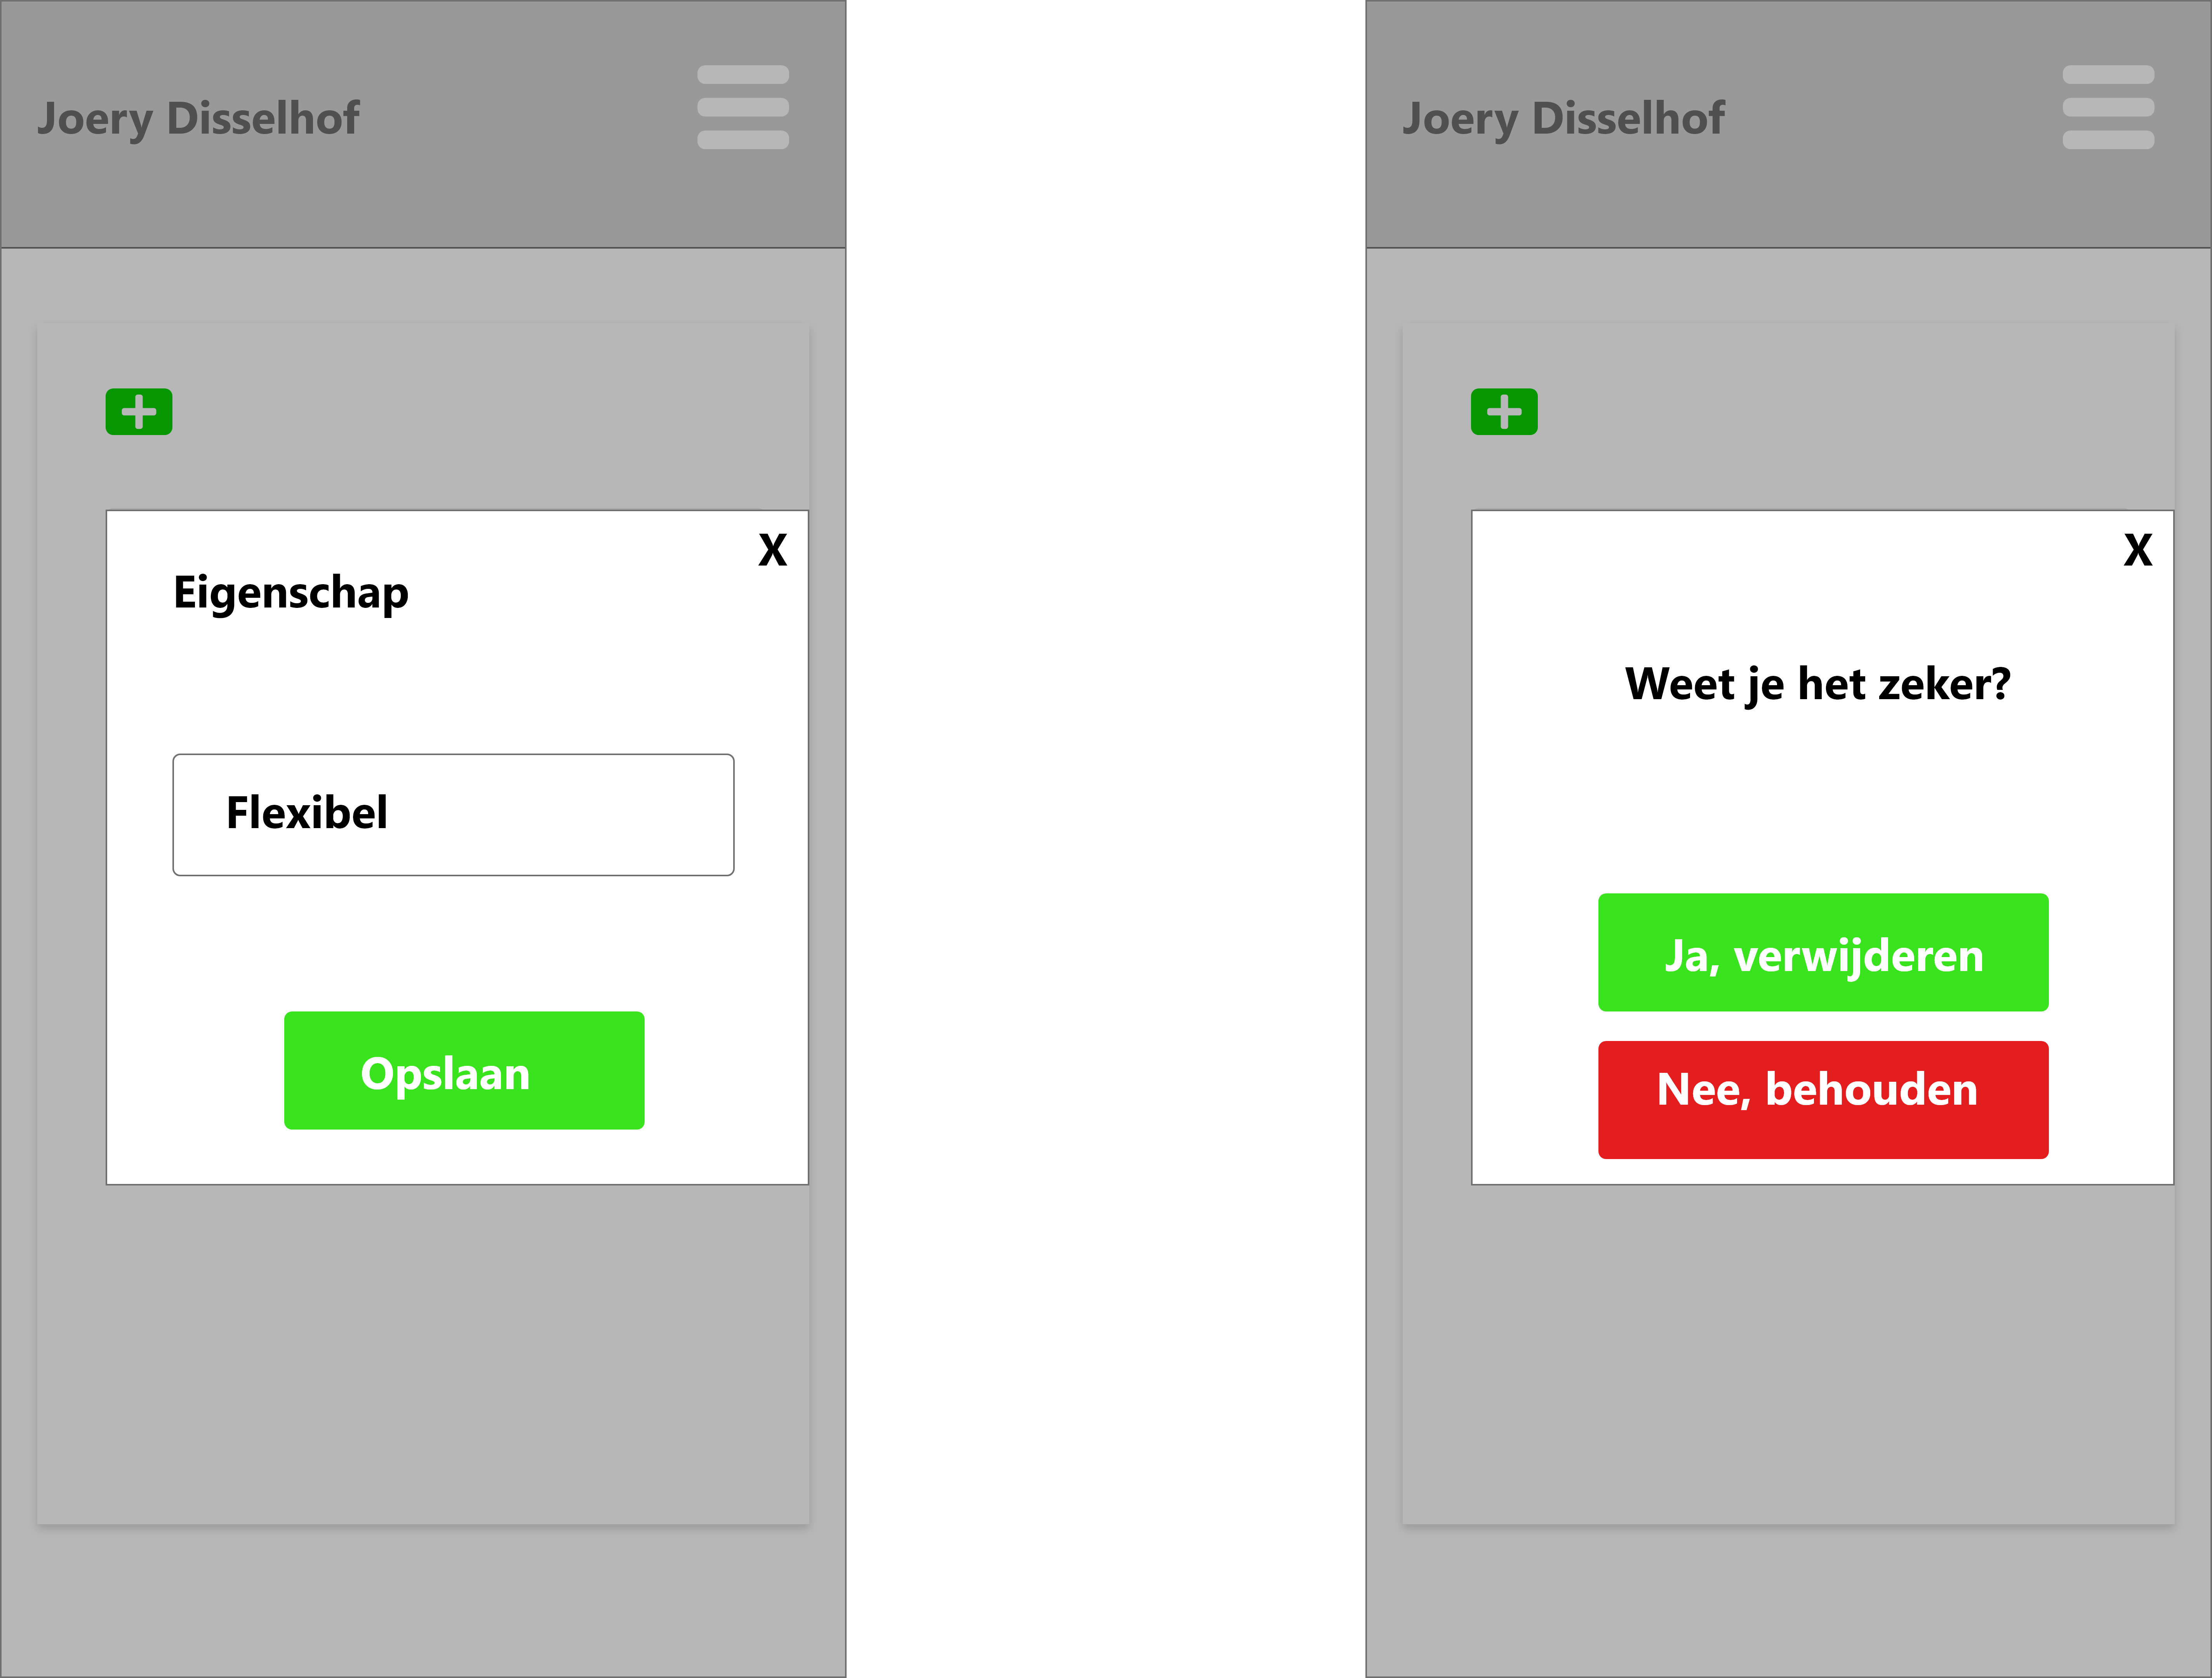 Joery Disselhof
X
Eigenschap
Flexibel
Opslaan
Joery Disselhof
X
Weet je het zeker?
Ja, verwijderen
Nee, behouden